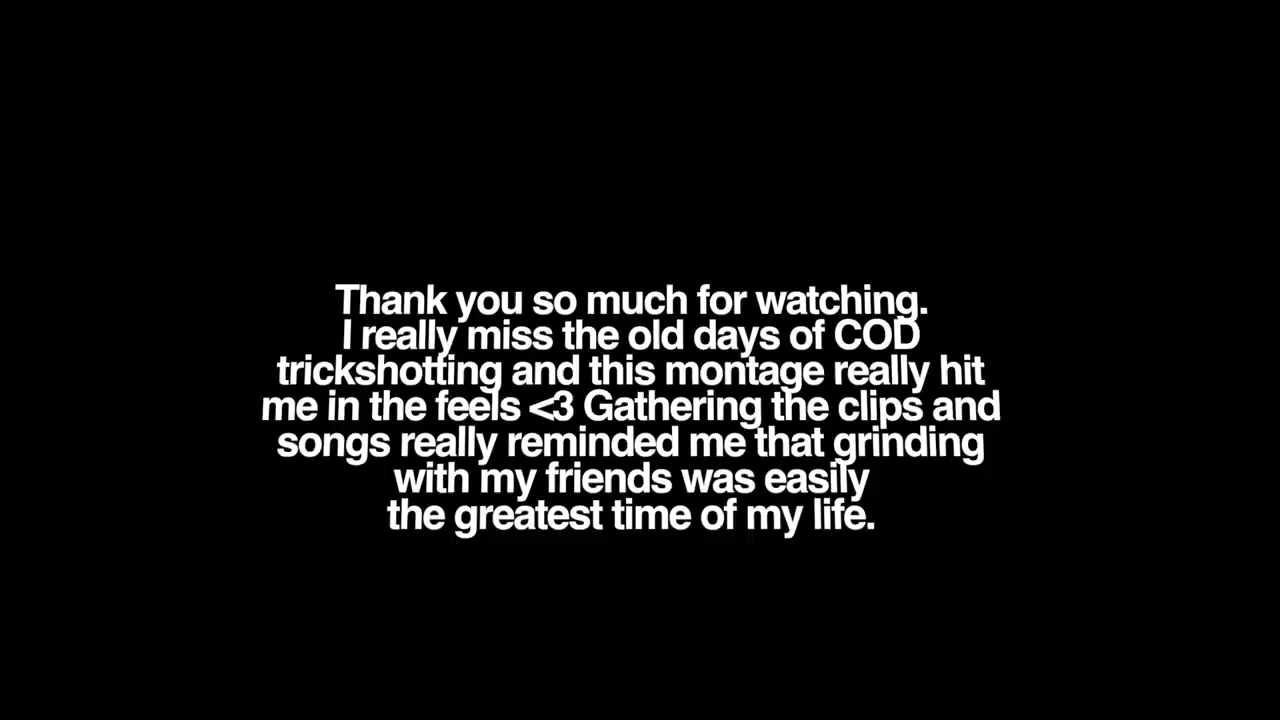 Thank you so much for watching.
I really miss the old days of COD
trickshotting and this montage really hit
me in the feels <3 Gathering the clips and
songs really reminded me that grinding
with my friends was easily
the greatest time of my life.